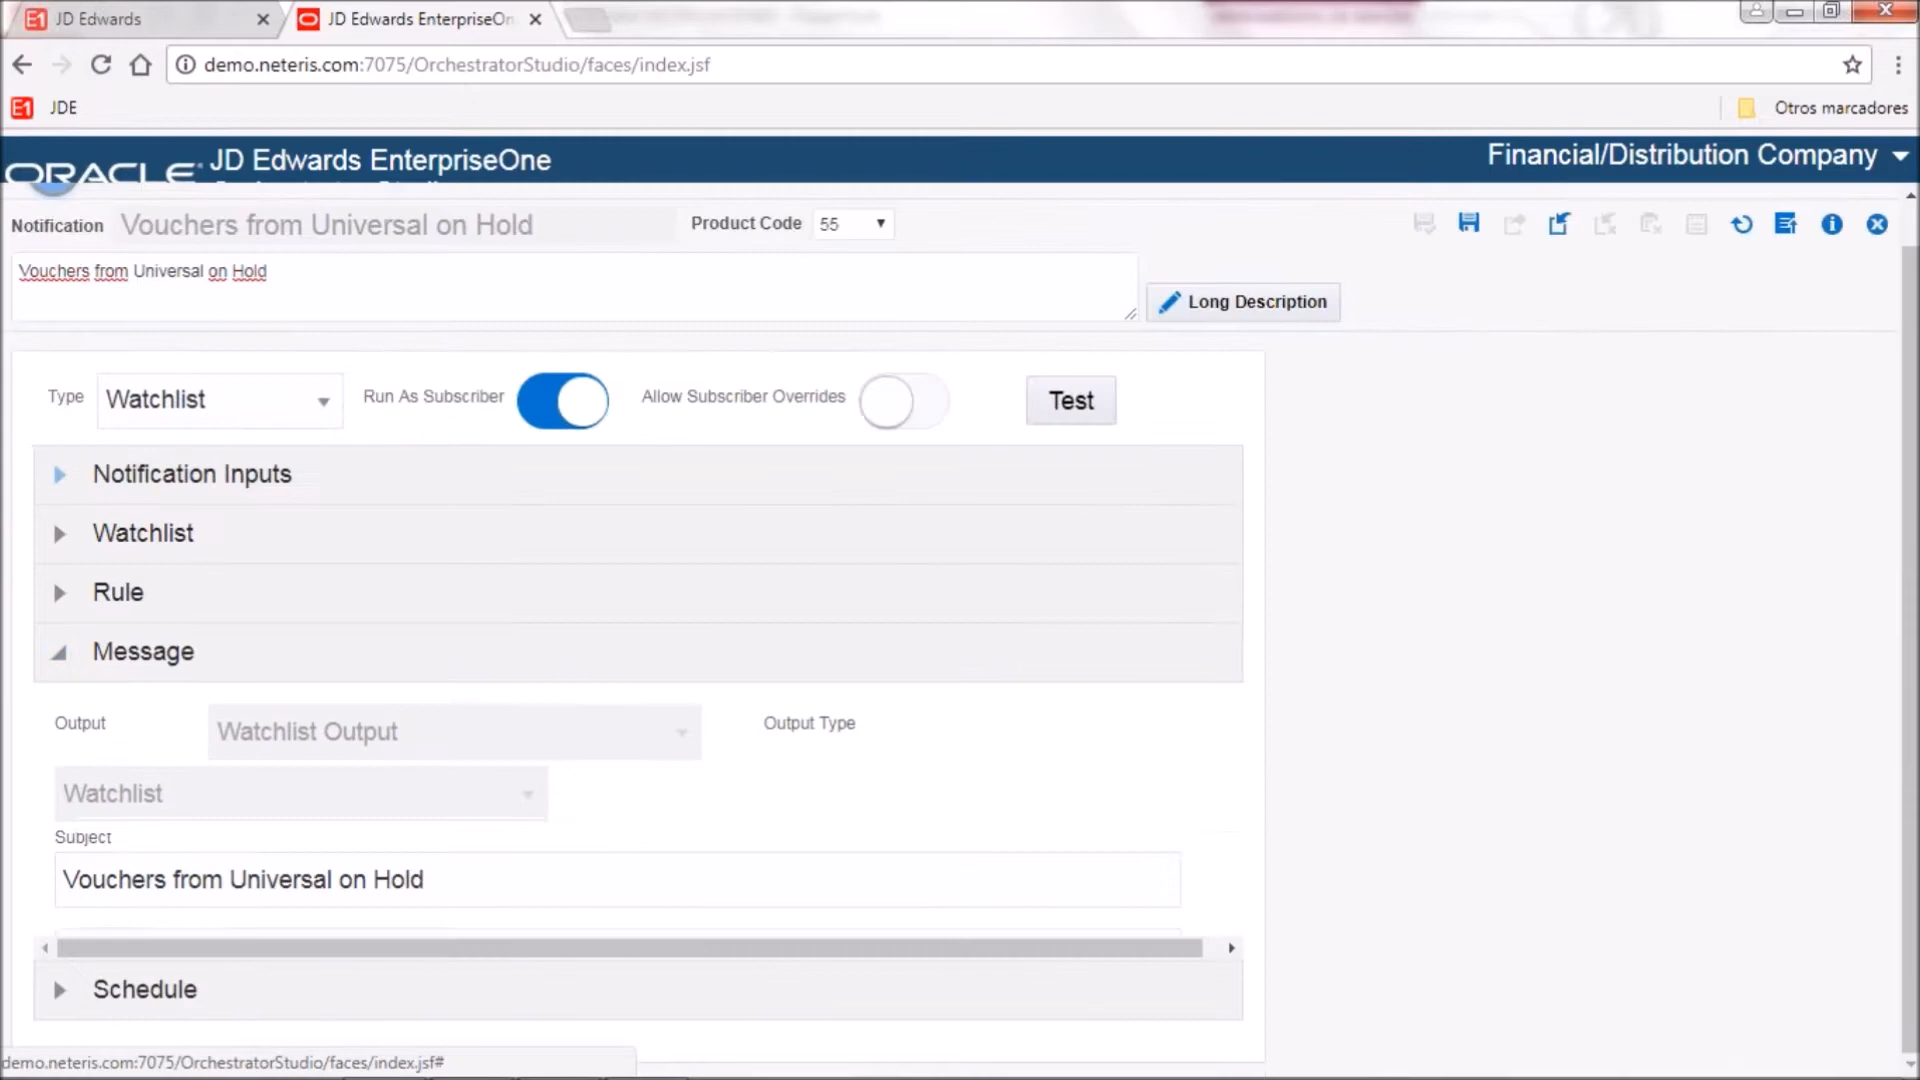 JD Edwards
JD Edwards EnterpriseOn
demo.neteris.com:7075/OrchestratorStudio/faces/index.jsf
E1 JDE
Otros marcadores
ORACLE JD Edwards EnterpriseOne
Financial/Distribution Company
Notification
Vouchers from Universal on Hold
Product Code
55
Vouchers from Universal on Hold
Long Description
Type
Watchlist
Run As Subscriber
Allow Subscriber Overrides
Test
Notification Inputs
Watchlist
Rule
Message
Output
Watchlist Output
Output Type
Watchlist
Subject
Vouchers from Universal on Hold
Schedule
demo.neteris.com:7075/OrchestratorStudio/faces/index.jsf#